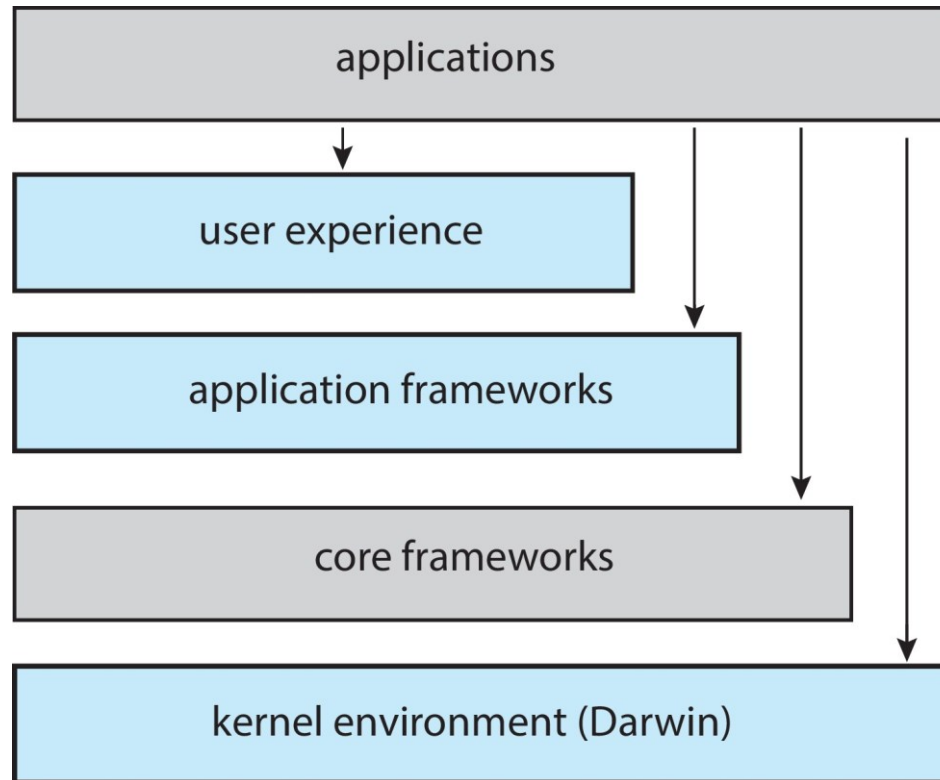 applications
user experience
application frameworks
core frameworks
kernel environment (Darwin)